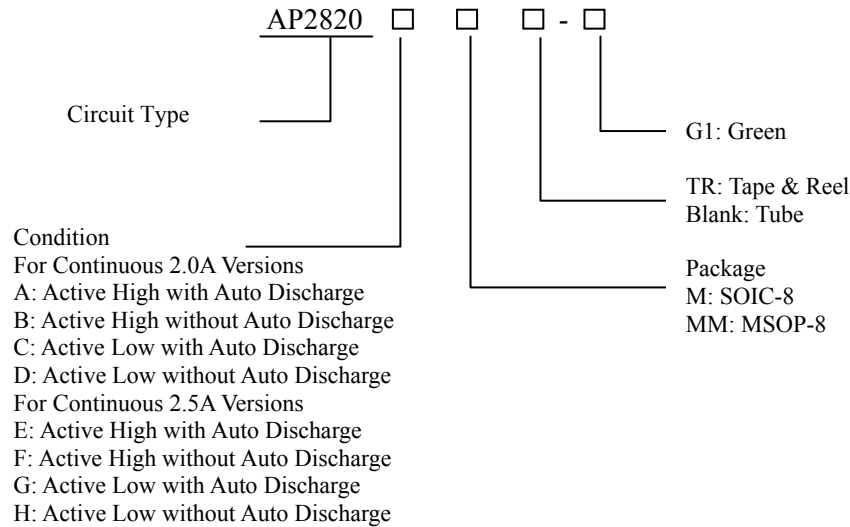 AP2820 □ □ □ - □
Circuit Type
G1: Green
TR: Tape & Reel
Blank: Tube
Condition
For Continuous 2.0A Versions
A: Active High with Auto Discharge
B: Active High without Auto Discharge
C: Active Low with Auto Discharge
D: Active Low without Auto Discharge
For Continuous 2.5A Versions
E: Active High with Auto Discharge
F: Active High without Auto Discharge
G: Active Low with Auto Discharge
H: Active Low without Auto Discharge
Package
M: SOIC-8
MM: MSOP-8